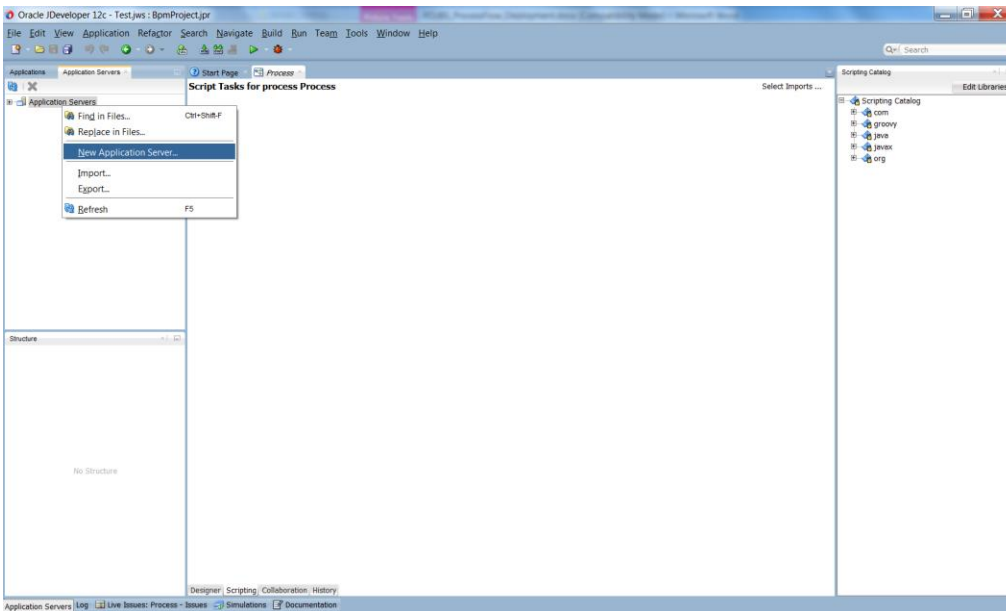 Oracle JDeveloper 12c - Test.jws : BpmProject.jpr
File Edit View Application Refactor Search Navigate Build Run Team Tools Window Help
Search
Applications Application Servers
Start Page Process
Scripting Catalog
Script Tasks for process Process
Select Imports ...
Edit Libraries
Application Servers
Find in Files... Ctrl+Shift-F
Replace in Files...
New Application Server...
Import...
Export...
Refresh F5
Scripting Catalog
com
groovy
java
javax
org
Structure
No Structure
Designer Scripting Collaboration History
Application Servers Log Live Issues: Process - Issues Simulations Documentation